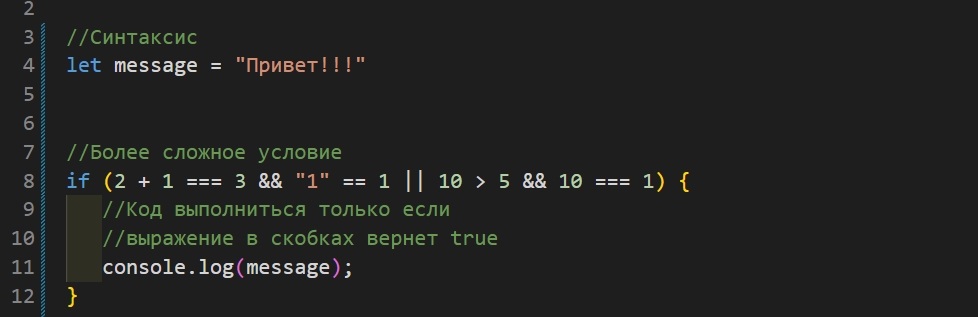 2
3 //Синтаксис
4 let message = "Привет!!!"
5
6
7 //Более сложное условие
8 if (2 + 1 === 3 && "1" == 1 || 10 > 5 && 10 === 1) {
9 //Код выполниться только если
10 //выражение в скобках вернет true
11 console.log(message);
12 }